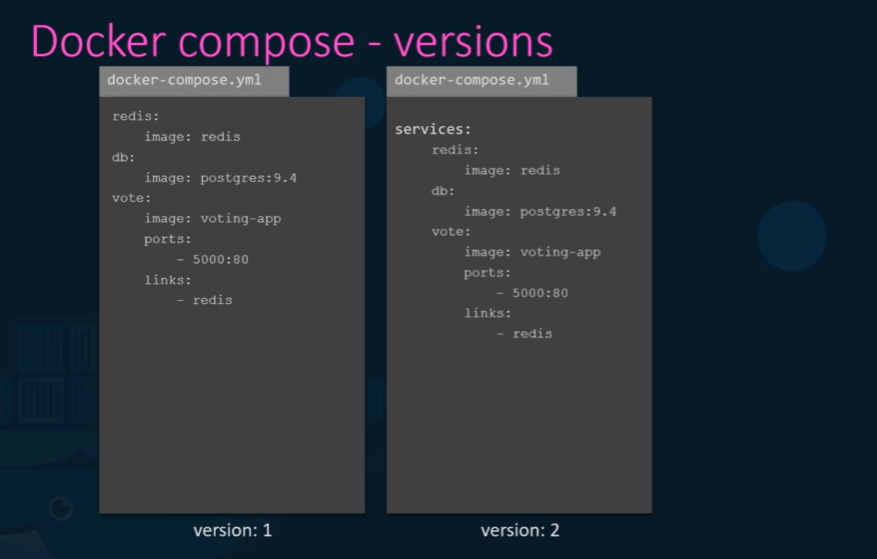 Docker compose - versions
docker-compose.yml
redis:
    image: redis
db:
    image: postgres:9.4
vote:
    image: voting-app
    ports:
        - 5000:80
    links:
        - redis
version: 1
docker-compose.yml
services:
    redis:
        image: redis
    db:
        image: postgres:9.4
    vote:
        image: voting-app
        ports:
            - 5000:80
        links:
            - redis
version: 2